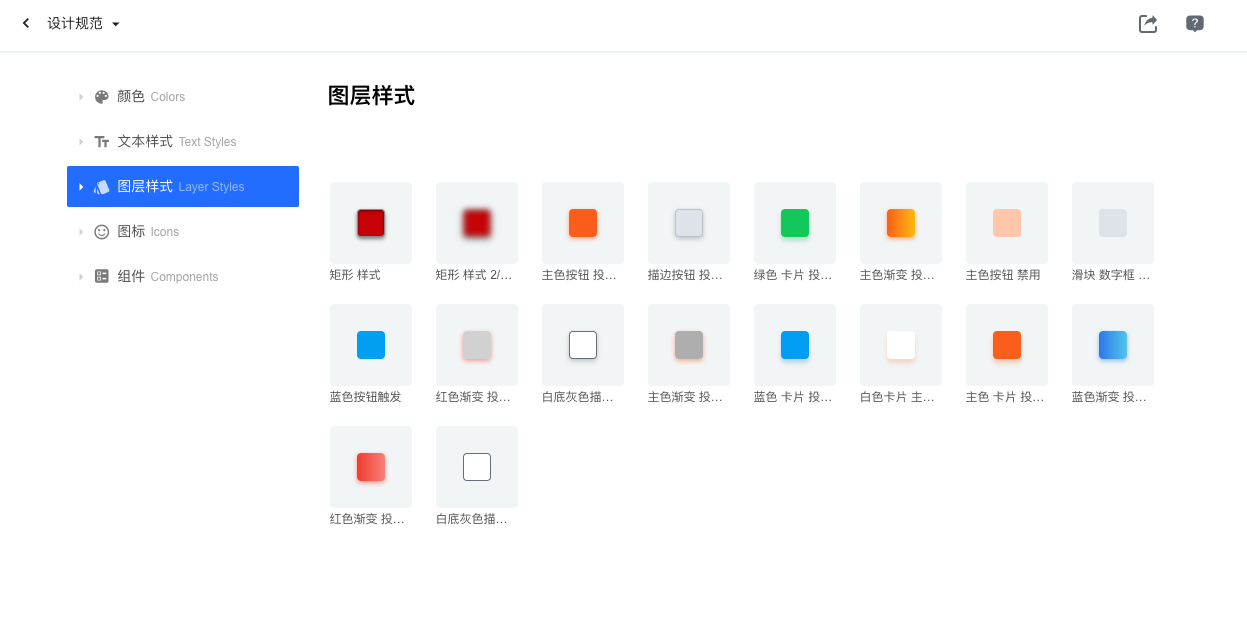 设计规范
?
颜色 Colors
文本样式 Text Styles
图层样式 Layer Styles
图标 Icons
组件 Components
图层样式
矩形 样式
矩形 样式 2/...
主色按钮 投...
描边按钮 投...
绿色 卡片 投...
主色渐变 投...
主色按钮 禁用
滑块 数字框 ...
蓝色按钮触发
红色渐变 投...
白底灰色描...
主色渐变 投...
蓝色 卡片 投...
白色卡片 主...
主色 卡片 投...
蓝色渐变 投...
红色渐变 投...
白底灰色描...